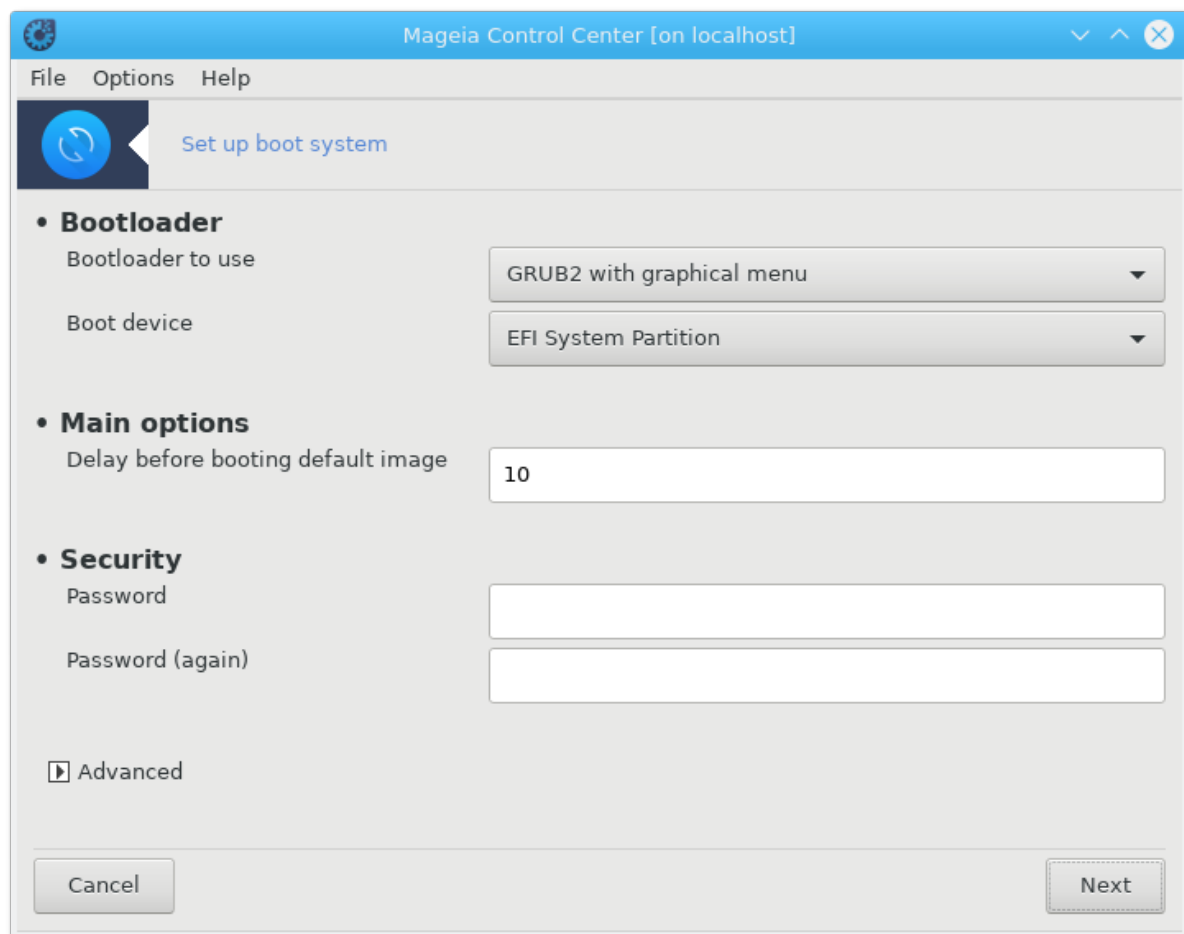 Mageia Control Center [on localhost]
File Options Help
Set up boot system
• Bootloader
Bootloader to use
GRUB2 with graphical menu
Boot device
EFI System Partition
• Main options
Delay before booting default image
10
• Security
Password
Password (again)
Advanced
Cancel
Next